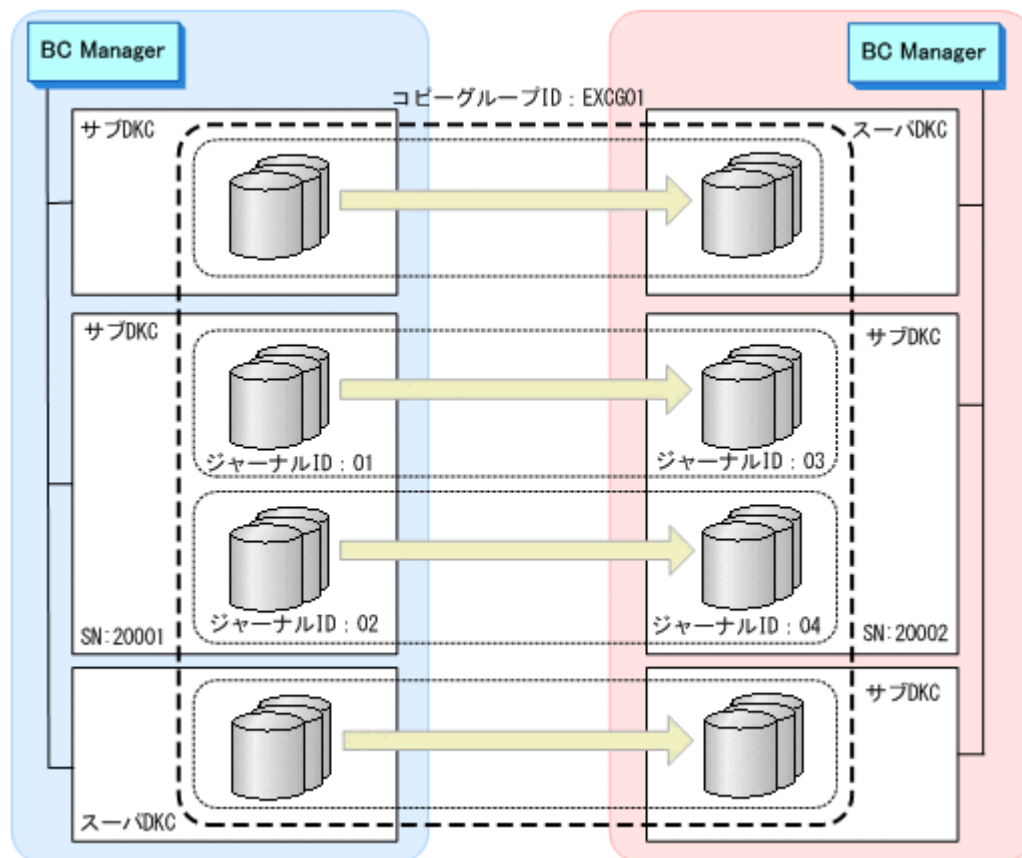 BC Manager
BC Manager
コピーグループID：EXCG01
サブDKC
スーパDKC
サブDKC
サブDKC
ジャーナルID：01
ジャーナルID：03
ジャーナルID：02
ジャーナルID：04
SN:20001
SN:20002
サブDKC
スーパDKC